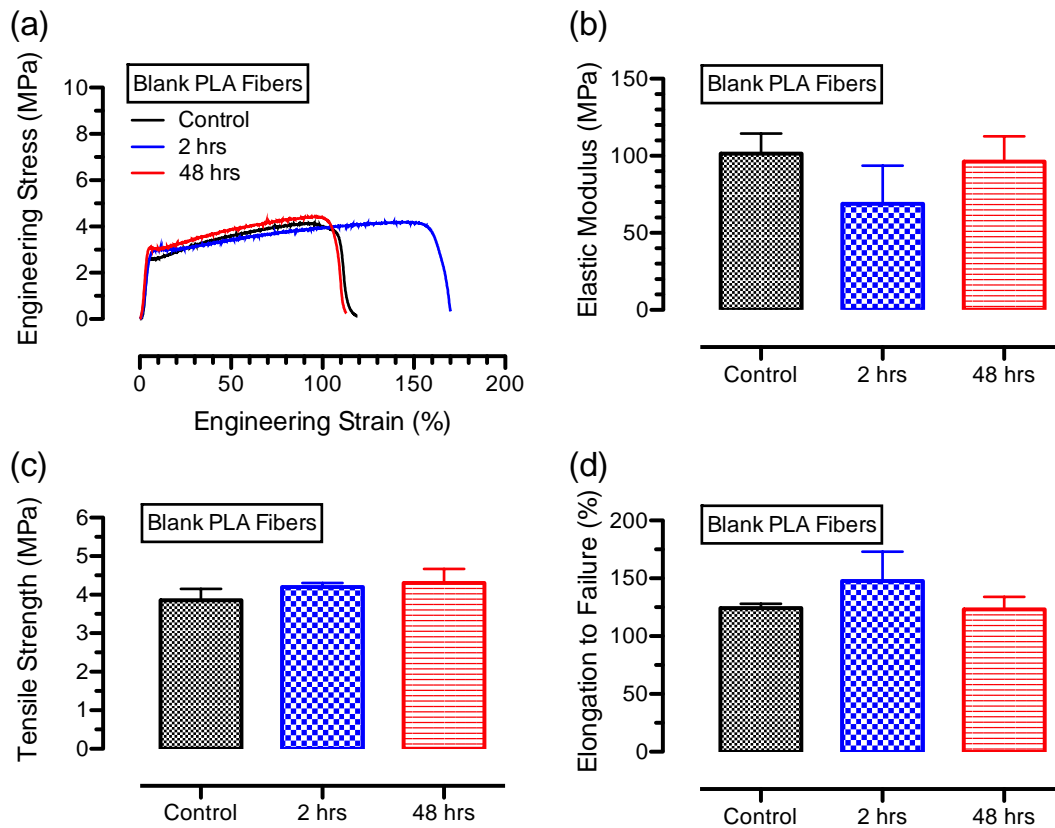 (a)
Engineering Stress (MPa)
10
8
6
4
2
0
Blank PLA Fibers
Control
2 hrs
48 hrs
0 50 100 150 200
Engineering Strain (%)
(b)
Elastic Modulus (MPa)
150
100
50
0
Blank PLA Fibers
Control 2 hrs 48 hrs
(c)
Tensile Strength (MPa)
6
5
4
3
2
1
0
Blank PLA Fibers
Control 2 hrs 48 hrs
(d)
Elongation to Failure (%)
200
150
100
50
0
Blank PLA Fibers
Control 2 hrs 48 hrs